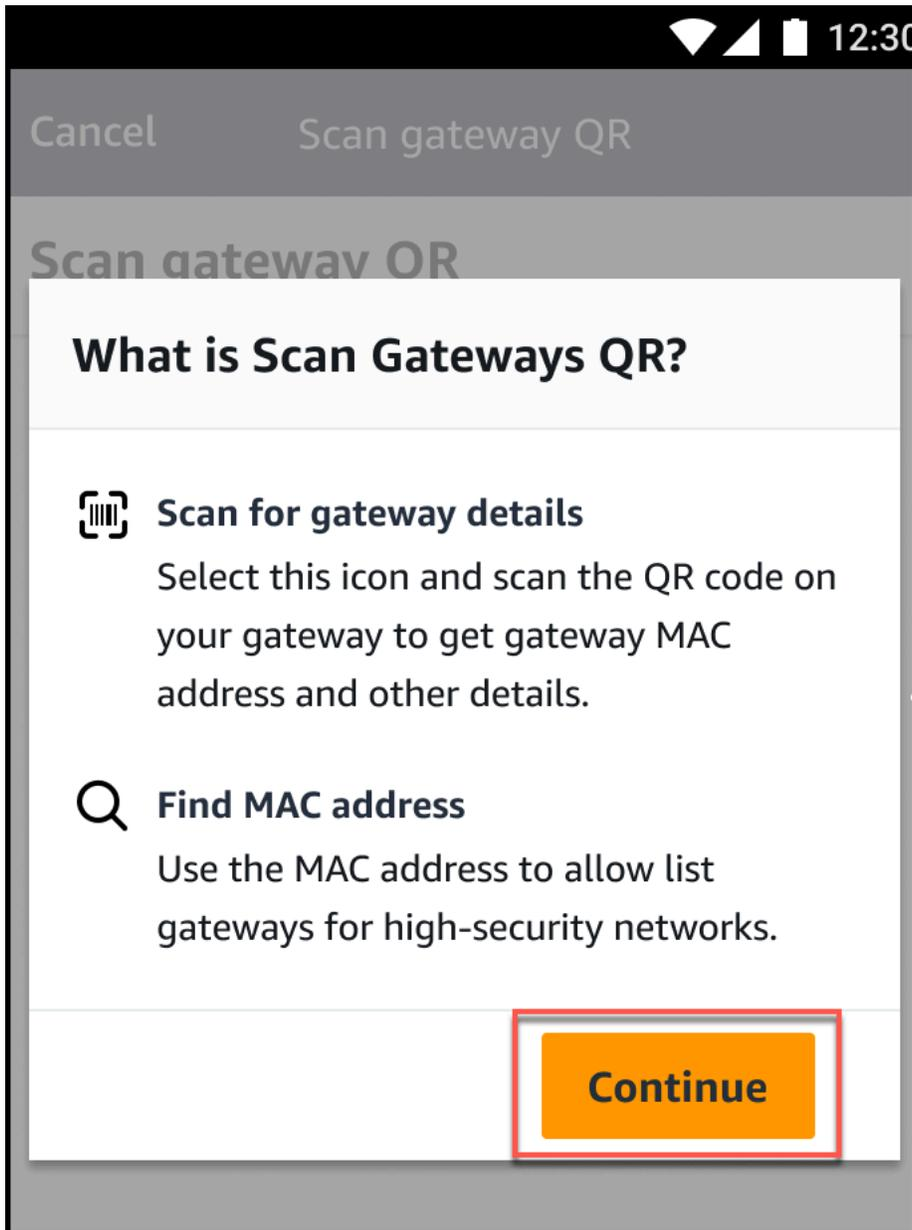 12:30
Cancel
Scan gateway QR
Scan gateway QR
What is Scan Gateways QR?
Scan for gateway details
Select this icon and scan the QR code on
your gateway to get gateway MAC
address and other details.
Find MAC address
Use the MAC address to allow list
gateways for high-security networks.
Continue